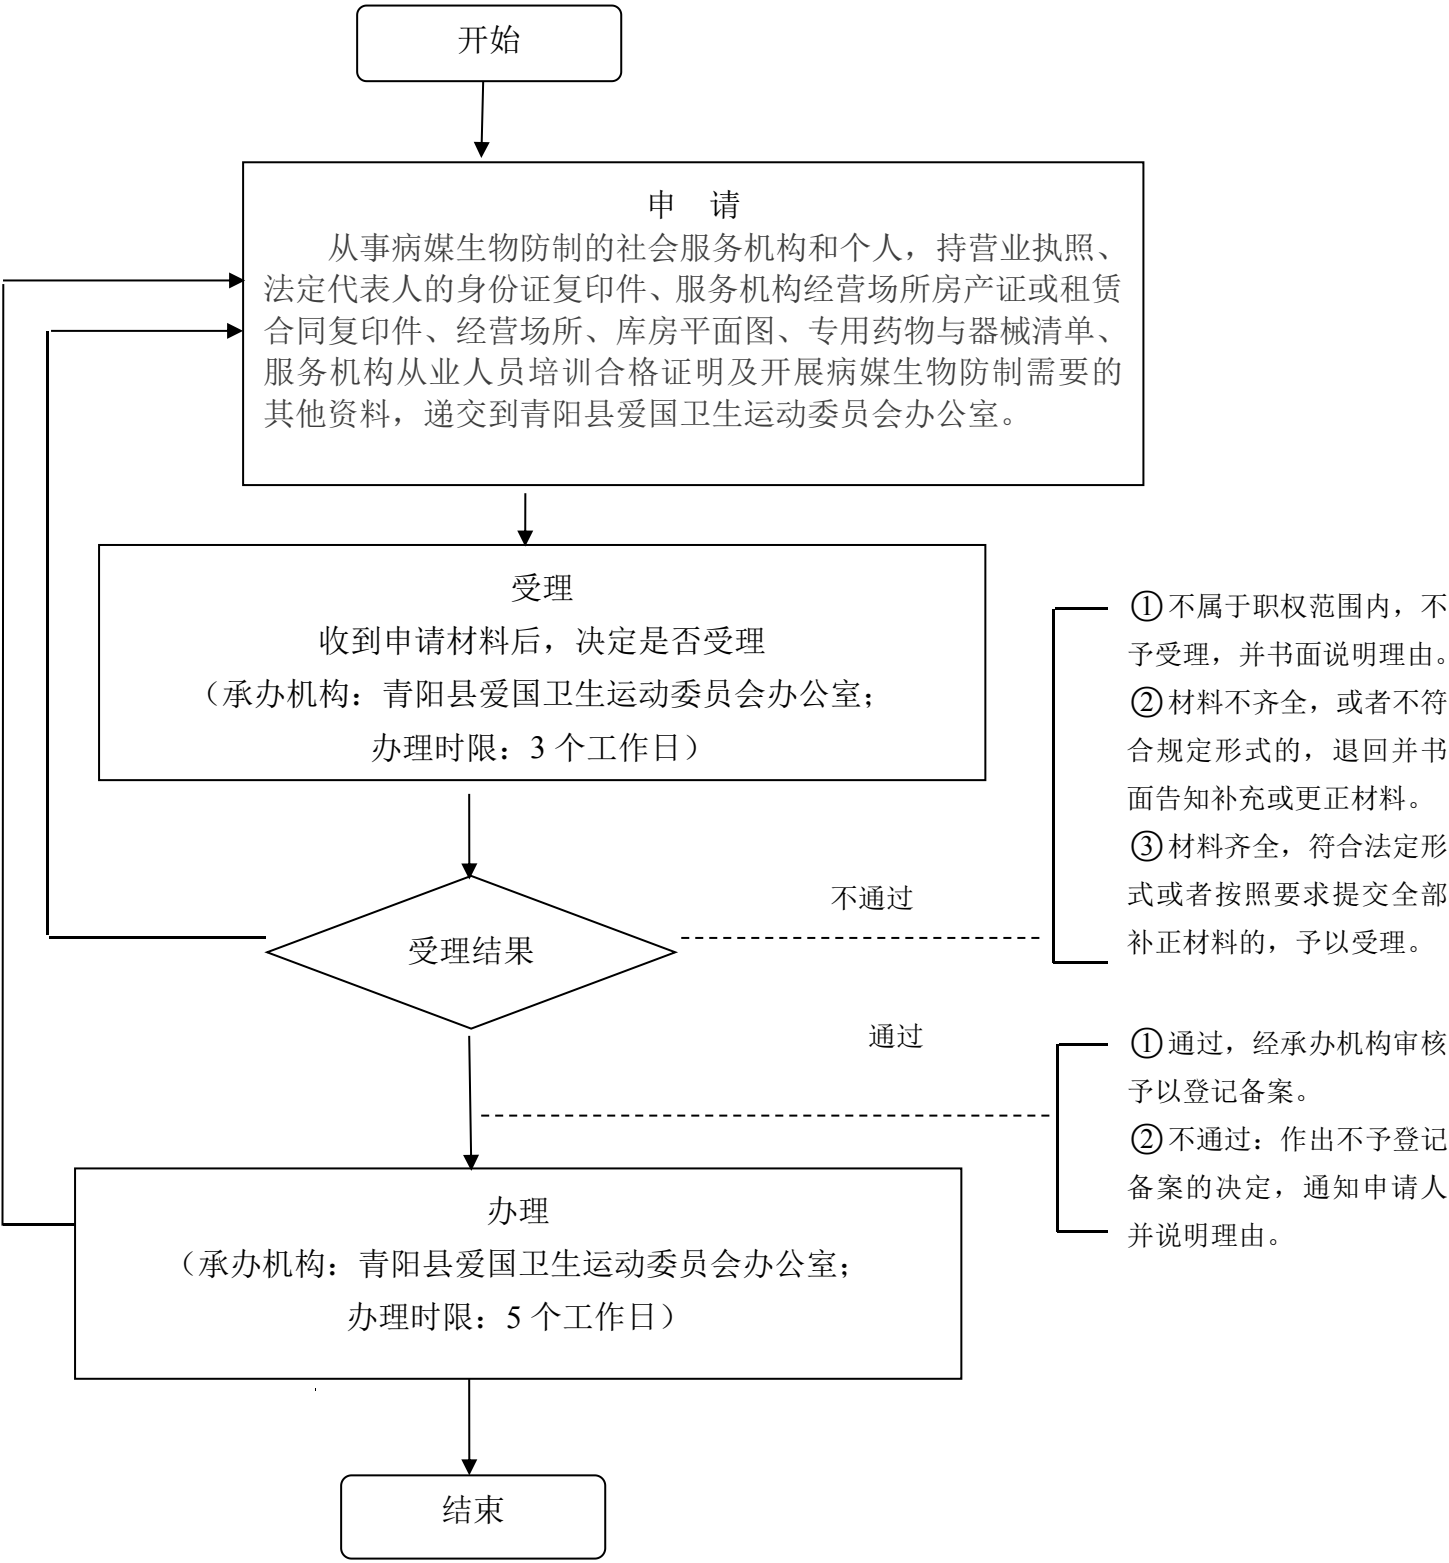 开始
申 请
从事病媒生物防制的社会服务机构和个人，持营业执照、
法定代表人的身份证复印件、服务机构经营场所房产证或租赁
合同复印件、经营场所、库房平面图、专用药物与器械清单、
服务机构从业人员培训合格证明及开展病媒生物防制需要的
其他资料，递交到青阳县爱国卫生运动委员会办公室。
受理
收到申请材料后，决定是否受理
（承办机构：青阳县爱国卫生运动委员会办公室；
办理时限：3 个工作日）
①不属于职权范围内，不
予受理，并书面说明理由。
②材料不齐全，或者不符
合规定形式的，退回并书
面告知补充或更正材料。
③材料齐全，符合法定形
式或者按照要求提交全部
补正材料的，予以受理。
不通过
受理结果
通过
①通过，经承办机构审核
予以登记备案。
②不通过：作出不予登记
备案的决定，通知申请人
并说明理由。
办理
（承办机构：青阳县爱国卫生运动委员会办公室；
办理时限：5 个工作日）
结束